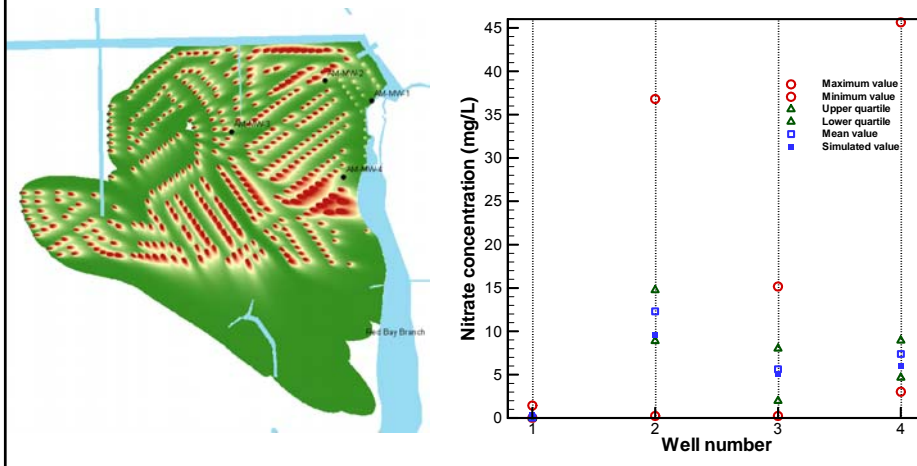 AM-MW-2
AM-MW-1
AM-MW-3
AM-MW-4
Red Bay Branch
Nitrate concentration (mg/L)
45
40
35
30
25
20
15
10
5
0
1
2
3
4
Well number
Maximum value
Minimum value
Upper quartile
Lower quartile
Mean value
Simulated value